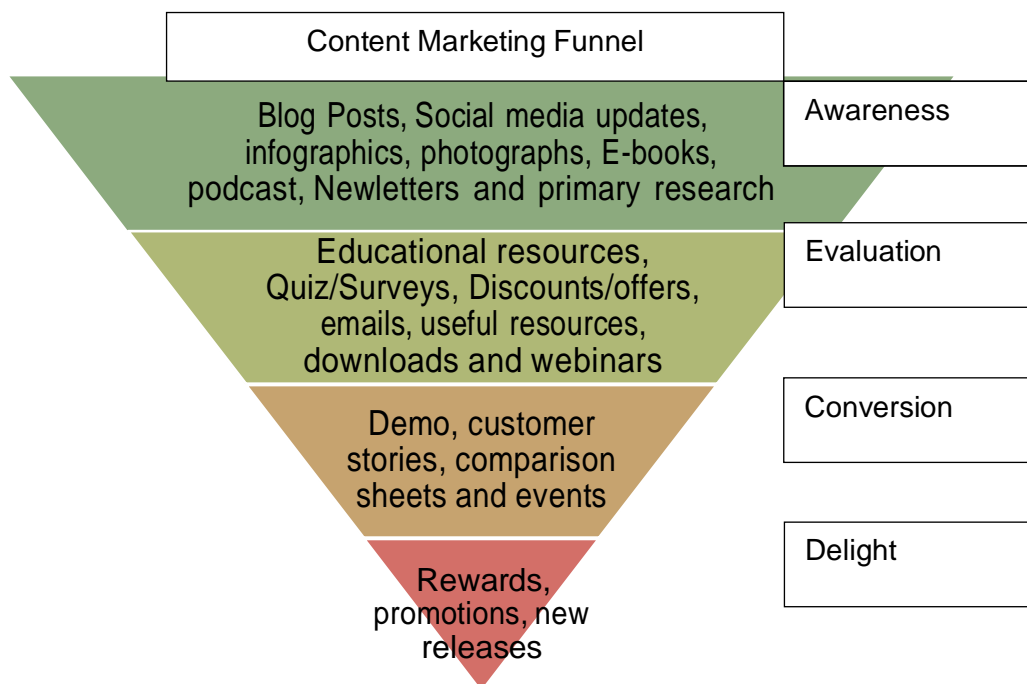 Content Marketing Funnel
Blog Posts, Social media updates,
infographics, photographs, E-books,
podcast, Newletters and primary research
Awareness
Educational resources,
Quiz/Surveys, Discounts/offers,
emails, useful resources,
downloads and webinars
Evaluation
Demo, customer
stories, comparison
sheets and events
Conversion
Rewards,
promotions, new
releases
Delight